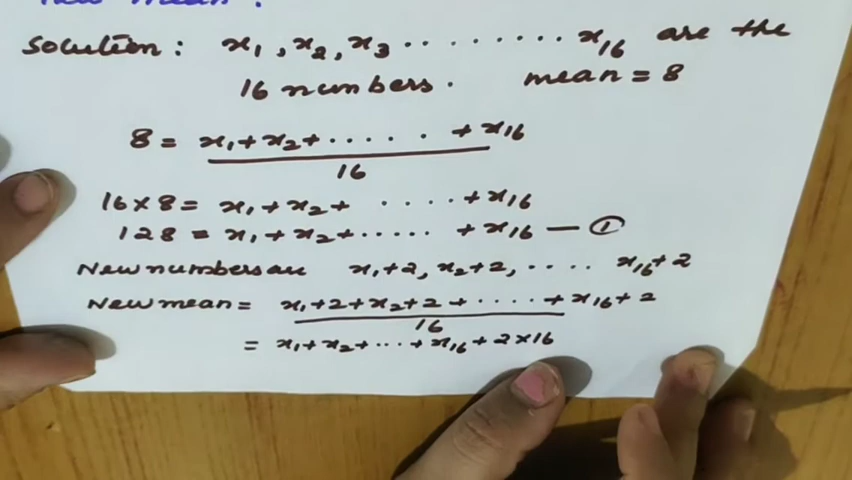 new mean?
Solution: x₁, x₂, x₃ ......... x₁₆ are the
16 numbers. mean = 8
8 = x₁+x₂+ ..... . + x₁₆
16
16×8 = x₁+x₂+ .....+x₁₆
128 = x₁+x₂+..... +x₁₆ — ①
New numbers are x₁+2, x₂+2, .... x₁₆+2
New mean = x₁+2+x₂+2+.....+x₁₆+2
16
= x₁+x₂+...+x₁₆+2×16